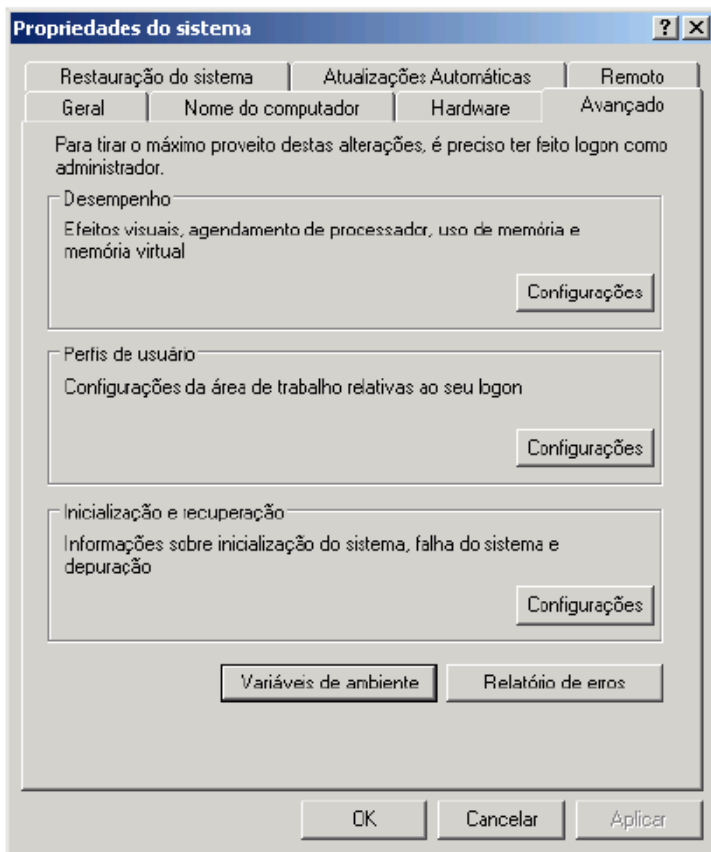 Propriedades do sistema
Restauração do sistema
Atualizações Automáticas
Remoto
Geral
Nome do computador
Hardware
Avançado
Para tirar o máximo proveito destas alterações, é preciso ter feito logon como
administrador.
Desempenho
Efeitos visuais, agendamento de processador, uso de memória e
memória virtual
Configurações
Perfis de usuário
Configurações da área de trabalho relativas ao seu logon
Configurações
Inicialização e recuperação
Informações sobre inicialização do sistema, falha do sistema e
depuração
Configurações
Variáveis de ambiente
Relatório de erros
OK
Cancelar
Aplicar